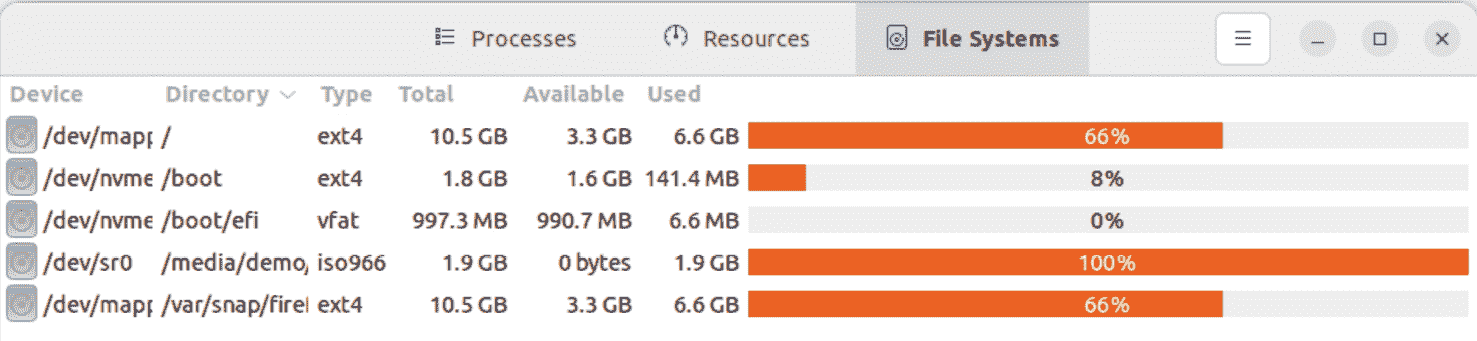 Processes Resources File Systems
Device Directory Type Total Available Used
/dev/mapp / ext4 10.5 GB 3.3 GB 6.6 GB 66%
/dev/nvme /boot ext4 1.8 GB 1.6 GB 141.4 MB 8%
/dev/nvme /boot/efi vfat 997.3 MB 990.7 MB 6.6 MB 0%
/dev/sr0 /media/demo/ iso966 1.9 GB 0 bytes 1.9 GB 100%
/dev/mapp /var/snap/firef ext4 10.5 GB 3.3 GB 6.6 GB 66%